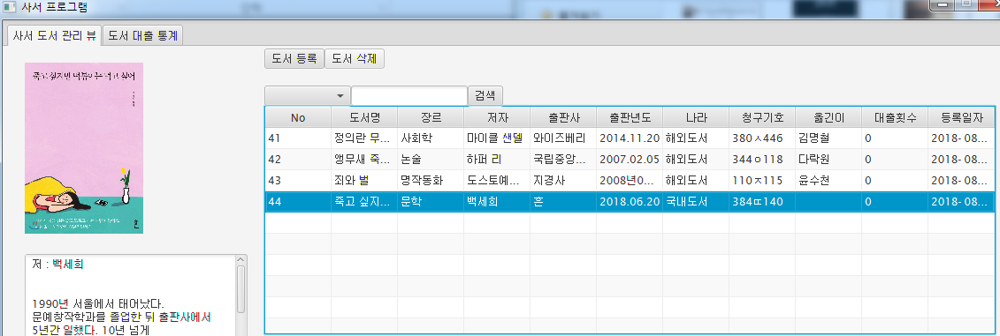 사서 프로그램
사서 도서 관리 뷰 도서 대출 통계
도서 등록 도서 삭제
죽고 싶지만 떡볶이는 먹고 싶어
검색
No 도서명 장르 저자 출판사 출판년도 나라 청구기호 옮긴이 대출횟수 등록일자
41 정의란 무... 사회학 마이클 샌델 와이즈베리 2014.11.20 해외도서 380ㅅ446 김명철 0 2018- 08...
42 앵무새 죽... 논술 하퍼 리 국립중앙... 2007.02.05 해외도서 344ㅇ118 다락원 0 2018- 08...
43 죄와 벌 명작동화 도스토예... 지경사 2008년0... 해외도서 110ㅈ115 윤수천 0 2018- 08...
44 죽고 싶지... 문학 백세희 흔 2018.06.20 국내도서 384ㄸ140 0 2018- 08...
저 : 백세희
1990년 서울에서 태어났다.
문예창작학과를 졸업한 뒤 출판사에서
5년간 일했다. 10년 넘게